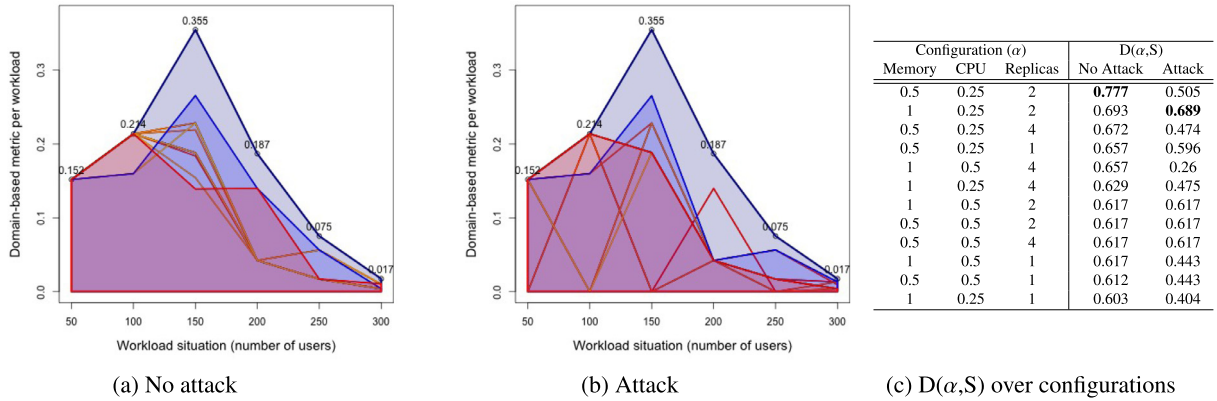 Domain-based metric per workload
0.0 0.1 0.2 0.3
0.152
0.214
0.355
0.187
0.075
0.017
50 100 150 200 250 300
Workload situation (number of users)
(a) No attack
Domain-based metric per workload
0.0 0.1 0.2 0.3
0.152
0.214
0.355
0.187
0.075
0.017
50 100 150 200 250 300
Workload situation (number of users)
(b) Attack
Configuration (α) D(α,S)
Memory CPU Replicas No Attack Attack
0.5 0.25 2 0.777 0.505
1 0.25 2 0.693 0.689
0.5 0.25 4 0.672 0.474
0.5 0.25 1 0.657 0.596
1 0.5 4 0.657 0.26
1 0.25 4 0.629 0.475
1 0.5 2 0.617 0.617
0.5 0.5 2 0.617 0.617
0.5 0.5 4 0.617 0.617
1 0.5 1 0.617 0.443
0.5 0.5 1 0.612 0.443
1 0.25 1 0.603 0.404
(c) D(α,S) over configurations